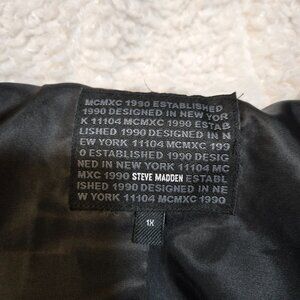 MCMXC 1990 ESTABLISHED
1990 DESIGNED IN NEW YOR
K 11104 MCMXC 1990 ESTAB
LISHED 1990 DESIGNED IN N
EW YORK 11104 MCMXC 199
0 ESTABLISHED 1990 DESIG
NED IN NEW YORK 11104 MC
MXC 1990 STEVE MADDEN ESTABL
ISHED 1990 DESIGNED IN NE
W YORK 11104 MCMXC 1990
1X